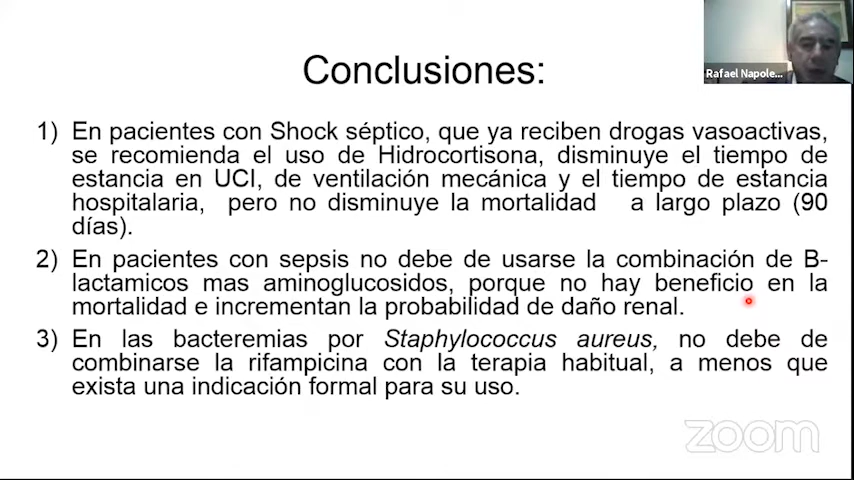 Rafael Napole...
Conclusiones:
1) En pacientes con Shock séptico, que ya reciben drogas vasoactivas,
se recomienda el uso de Hidrocortisona, disminuye el tiempo de
estancia en UCI, de ventilación mecánica y el tiempo de estancia
hospitalaria, pero no disminuye la mortalidad a largo plazo (90
días).
2) En pacientes con sepsis no debe de usarse la combinación de B-
lactamicos mas aminoglucosidos, porque no hay beneficio en la
mortalidad e incrementan la probabilidad de daño renal.
3) En las bacteremias por Staphylococcus aureus, no debe de
combinarse la rifampicina con la terapia habitual, a menos que
exista una indicación formal para su uso.
zoom